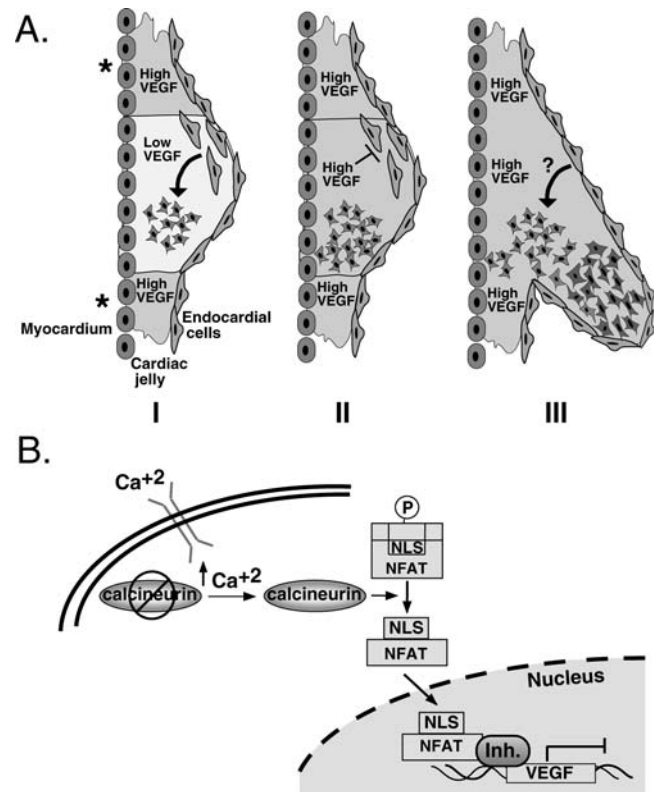 A.
*
High
VEGF
Low
VEGF
*
High
VEGF
Myocardium
Endocardial
cells
Cardiac
jelly
I
High
VEGF
High
VEGF
II
High
VEGF
High
VEGF
?
High
VEGF
III
B.
Ca+2
calcineurin
Ca+2
calcineurin
P
NLS
NFAT
NLS
NFAT
Nucleus
NLS
NFAT
Inh.
VEGF